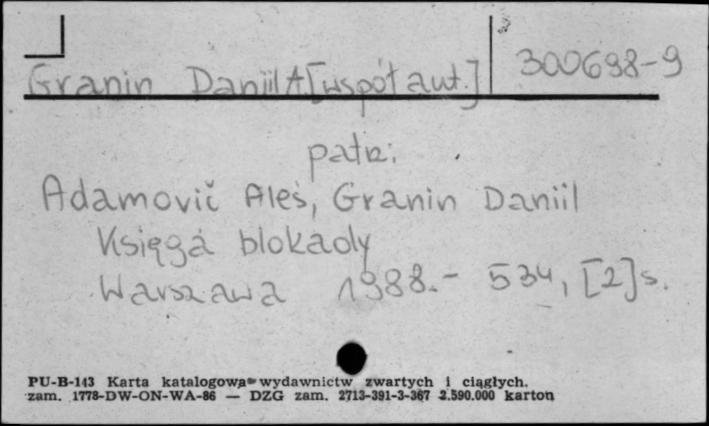 Granin Daniil A[współaut.] 300698-9
patrz:
Adamovič Aleś, Granin Daniil
Księga blokady
Warszawa 1988.- 534, [2]s.
PU-B-143 Karta katalogowa-wydawnictw zwartych i ciągłych.
zam. 1778-DW-ON-WA-86 — DZG zam. 2713-391-3-367 2.590.000 karton